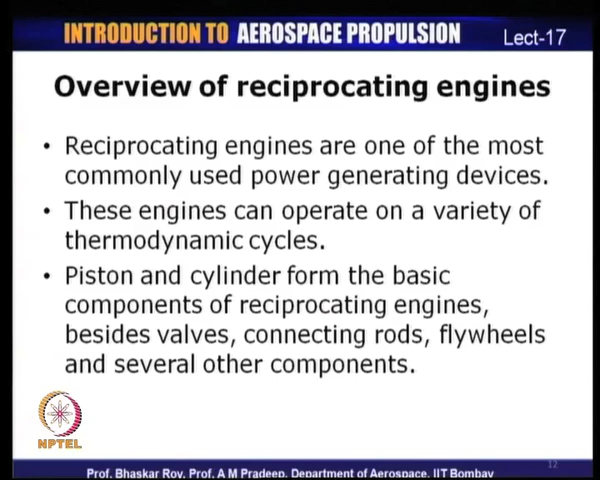 INTRODUCTION TO AEROSPACE PROPULSION Lect-17
Overview of reciprocating engines
• Reciprocating engines are one of the most
commonly used power generating devices.
• These engines can operate on a variety of
thermodynamic cycles.
• Piston and cylinder form the basic
components of reciprocating engines,
besides valves, connecting rods, flywheels
and several other components.
NPTEL
12
Prof. Bhaskar Roy, Prof. A M Pradeep, Department of Aerospace, IIT Bombay